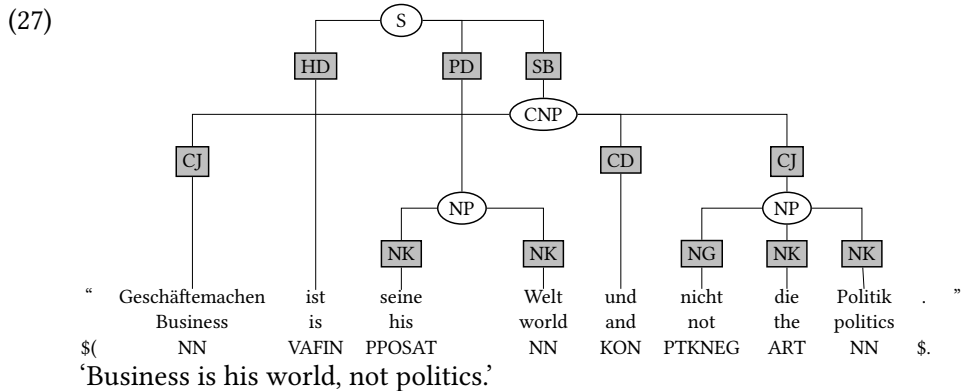 (27)
S
HD PD SB
CNP
CJ CD CJ
NP NP
NK NK NG NK NK
“ Geschäftemachen ist seine Welt und nicht die Politik . ”
Business is his world and not the politics
$( NN VAFIN PPOSAT NN KON PTKNEG ART NN $.
‘Business is his world, not politics.’